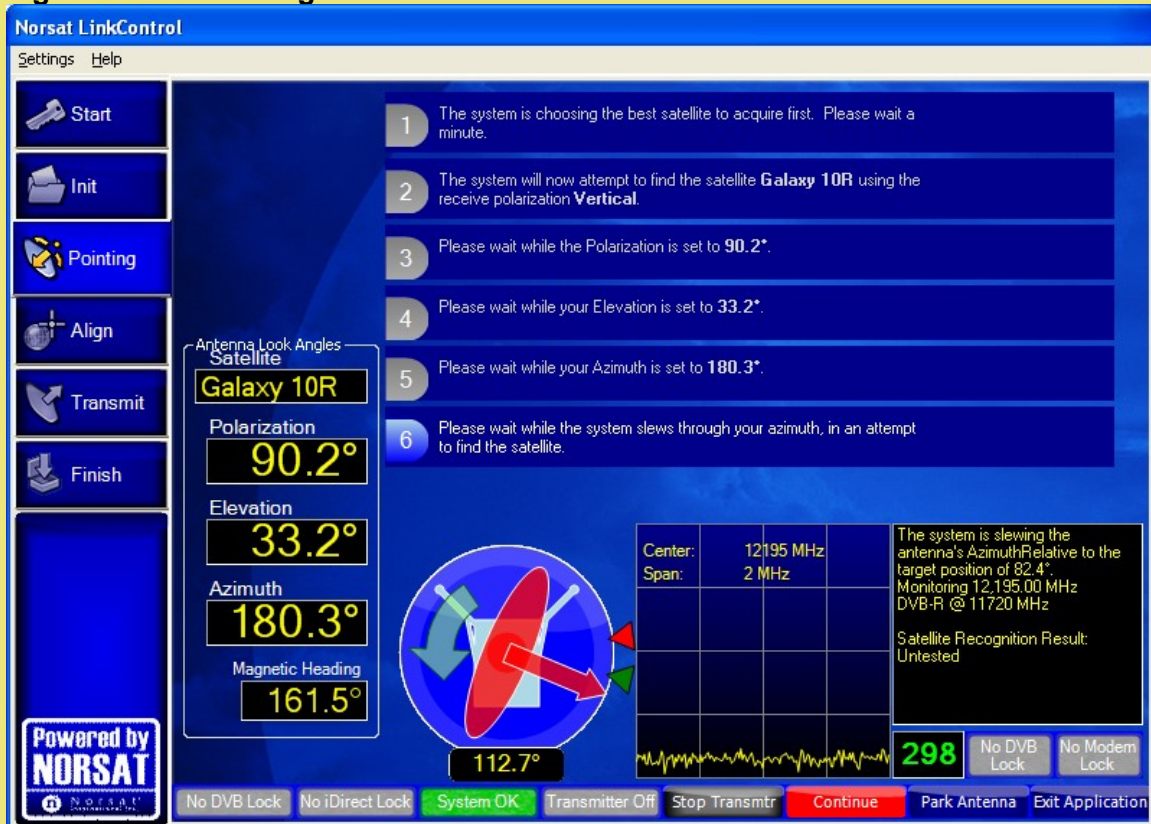 Norsat LinkControl
Settings Help
Start
Init
Pointing
Align
Transmit
Finish
1 The system is choosing the best satellite to acquire first. Please wait a
minute.
2 The system will now attempt to find the satellite Galaxy 10R using the
receive polarization Vertical.
3 Please wait while the Polarization is set to 90.2°.
4 Please wait while your Elevation is set to 33.2°.
5 Please wait while your Azimuth is set to 180.3°.
6 Please wait while the system slews through your azimuth, in an attempt
to find the satellite.
Antenna Look Angles
Satellite
Galaxy 10R
Polarization
90.2°
Elevation
33.2°
Azimuth
180.3°
Magnetic Heading
161.5°
112.7°
Center: 12195 MHz
Span: 2 MHz
The system is slewing the
antenna's AzimuthRelative to the
target position of 82.4°.
Monitoring 12,195.00 MHz
DVB-R @ 11720 MHz
Satellite Recognition Result:
Untested
298
No DVB
Lock
No Modem
Lock
Powered by
NORSAT
Norsat
No DVB Lock No iDirect Lock System OK Transmitter Off Stop Transmtr Continue Park Antenna Exit Application